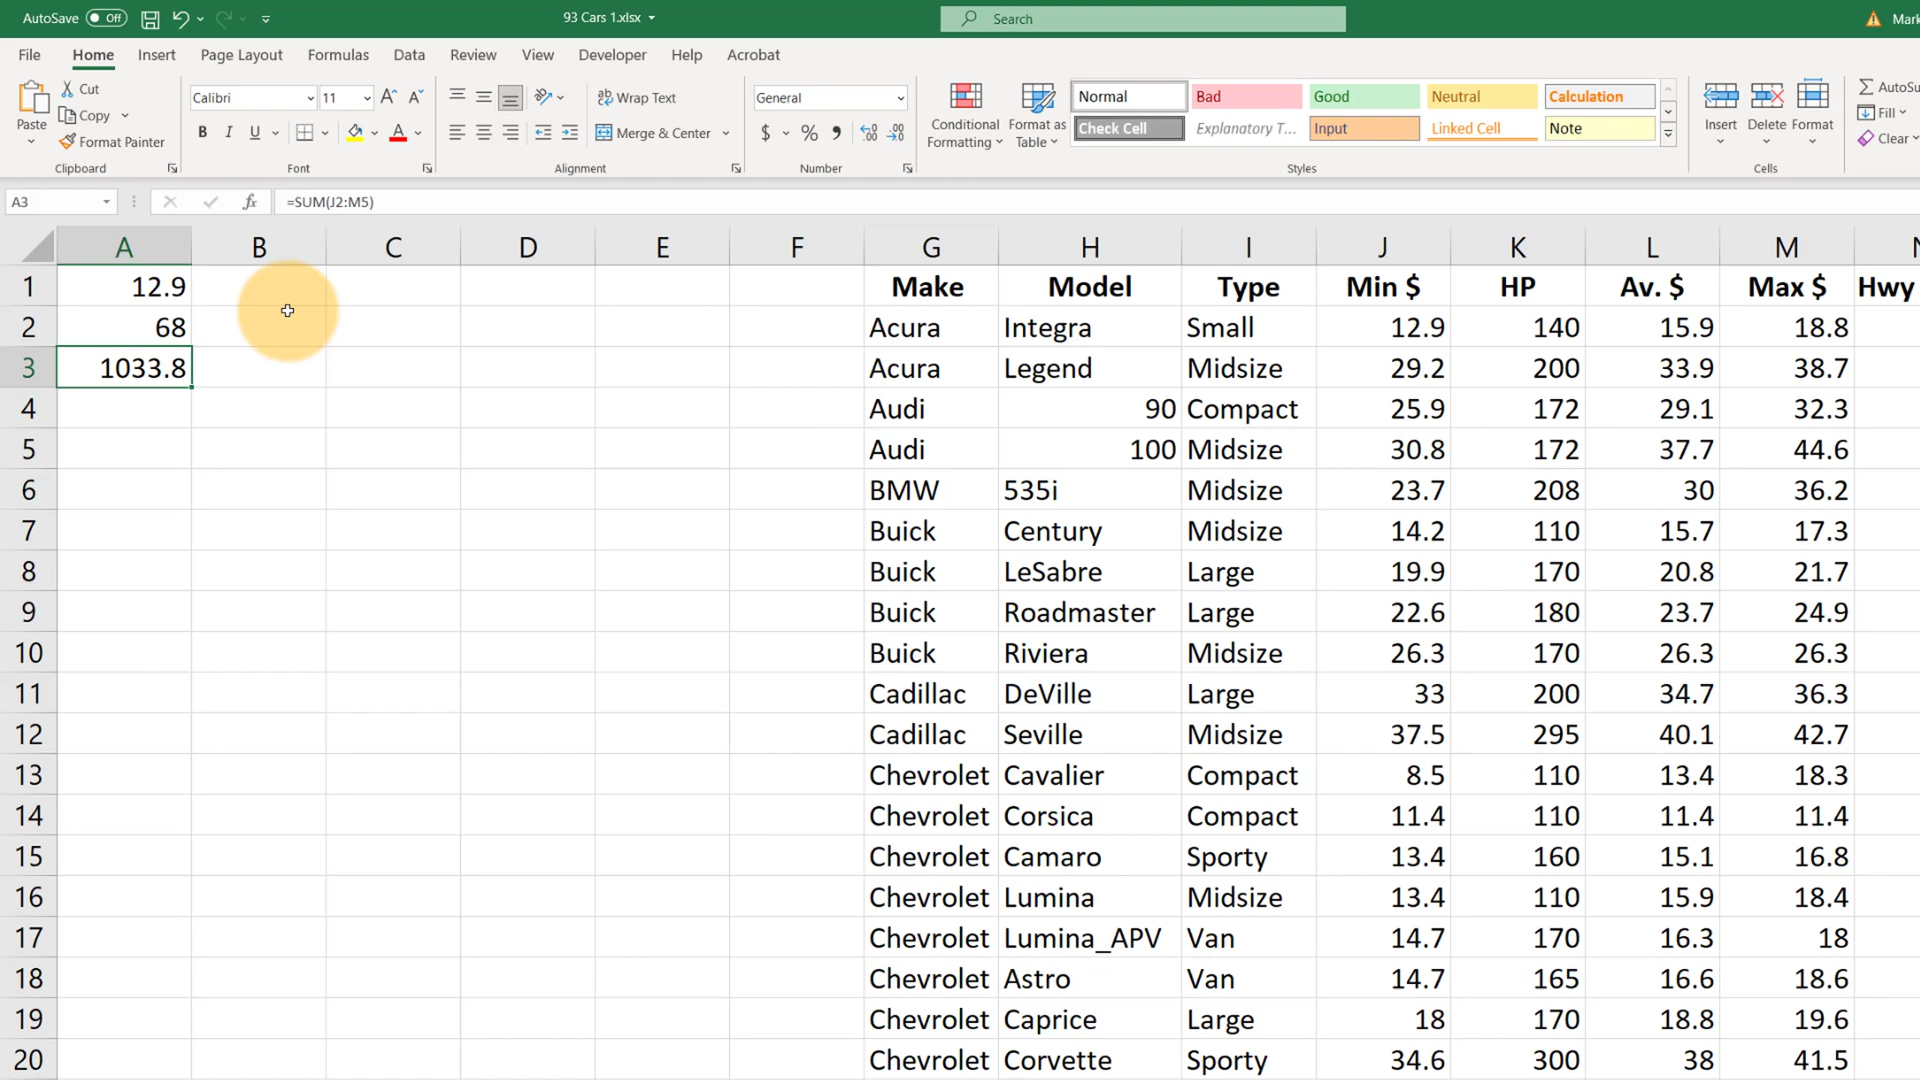 AutoSave Off 93 Cars 1.xlsx Search Mark
File Home Insert Page Layout Formulas Data Review View Developer Help Acrobat
Paste Cut Copy Format Painter
Clipboard
Calibri 11
B I U A
Font
ab Wrap Text
Merge & Center
Alignment
General
$ % 9
Number
Conditional Formatting
Format as Table
Normal Bad Good Neutral Calculation
Check Cell Explanatory T... Input Linked Cell Note
Styles
Insert Delete Format
Cells
AutoSu
Fill
Clear
A3 fx =SUM(J2:M5)
A B C D E F G H I J K L M
1 12.9 Make Model Type Min $ HP Av. $ Max $ Hwy
2 68 Acura Integra Small 12.9 140 15.9 18.8
3 1033.8 Acura Legend Midsize 29.2 200 33.9 38.7
4 Audi 90 Compact 25.9 172 29.1 32.3
5 Audi 100 Midsize 30.8 172 37.7 44.6
6 BMW 535i Midsize 23.7 208 30 36.2
7 Buick Century Midsize 14.2 110 15.7 17.3
8 Buick LeSabre Large 19.9 170 20.8 21.7
9 Buick Roadmaster Large 22.6 180 23.7 24.9
10 Buick Riviera Midsize 26.3 170 26.3 26.3
11 Cadillac DeVille Large 33 200 34.7 36.3
12 Cadillac Seville Midsize 37.5 295 40.1 42.7
13 Chevrolet Cavalier Compact 8.5 110 13.4 18.3
14 Chevrolet Corsica Compact 11.4 110 11.4 11.4
15 Chevrolet Camaro Sporty 13.4 160 15.1 16.8
16 Chevrolet Lumina Midsize 13.4 110 15.9 18.4
17 Chevrolet Lumina_APV Van 14.7 170 16.3 18
18 Chevrolet Astro Van 14.7 165 16.6 18.6
19 Chevrolet Caprice Large 18 170 18.8 19.6
20 Chevrolet Corvette Sporty 34.6 300 38 41.5